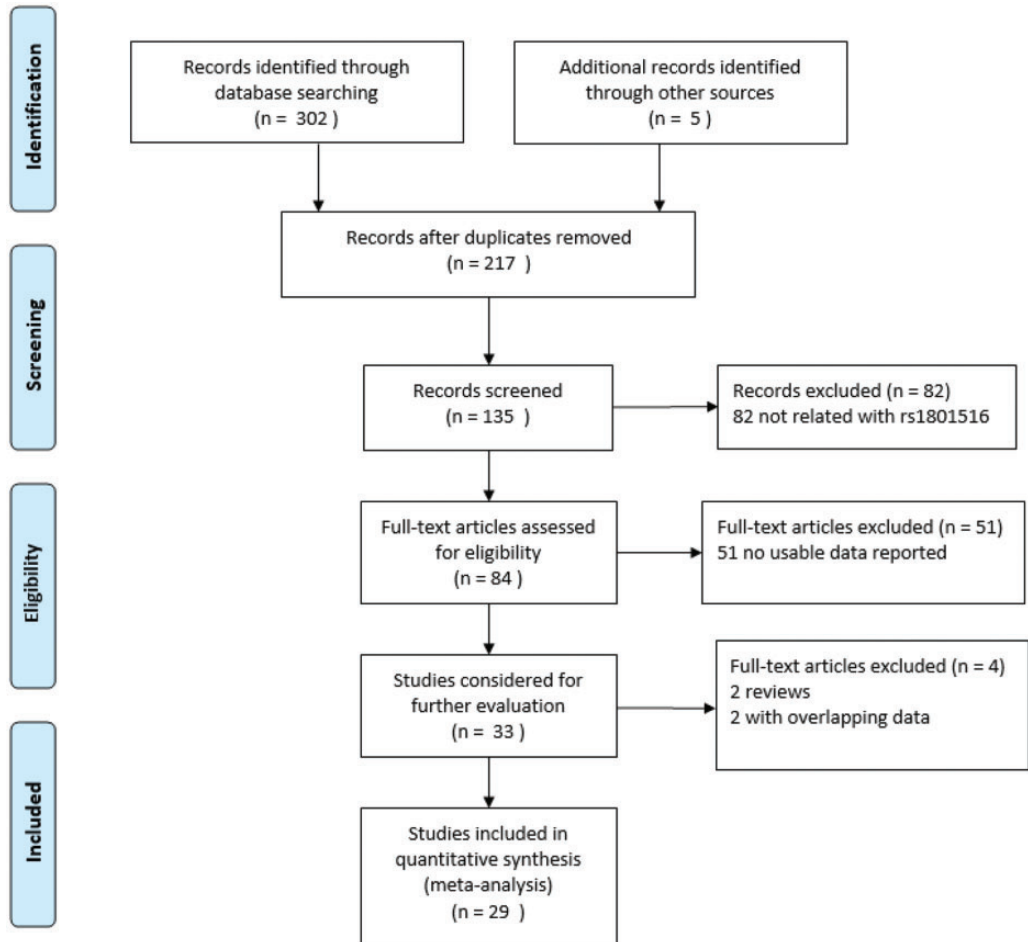 Identification
Records identified through
database searching
(n = 302 )
Additional records identified
through other sources
(n = 5 )
Records after duplicates removed
(n = 217 )
Screening
Records screened
(n = 135 )
Records excluded (n = 82)
82 not related with rs1801516
Eligibility
Full-text articles assessed
for eligibility
(n = 84 )
Full-text articles excluded (n = 51)
51 no usable data reported
Studies considered for
further evaluation
(n = 33 )
Full-text articles excluded (n = 4)
2 reviews
2 with overlapping data
Included
Studies included in
quantitative synthesis
(meta-analysis)
(n = 29 )